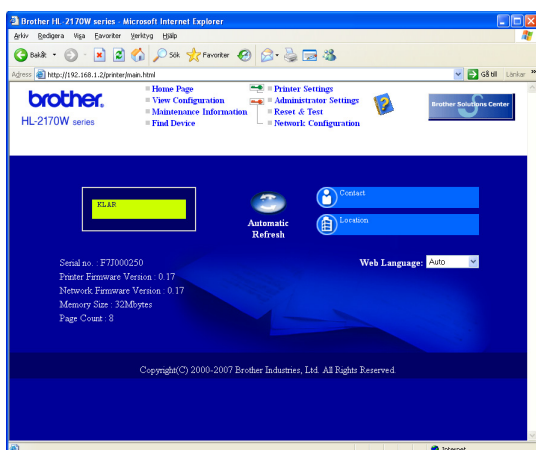 Brother HL-2170W series - Microsoft Internet Explorer
Arkiv Redigera Visa Favoriter Verktyg Hjälp
Bakåt Sök Favoriter
Adress http://192.168.1.2/printer/main.html Gå till Länkar »
brother.
HL-2170W series
Home Page
View Configuration
Maintenance Information
Find Device
Printer Settings
Administrator Settings
Reset & Test
Network Configuration
Brother Solutions Center
KLAR
Automatic
Refresh
Contact
Location
Serial no. : F7J000250
Printer Firmware Version : 0.17
Network Firmware Version : 0.17
Memory Size : 32Mbytes
Page Count : 8
Web Language: Auto
Copyright(C) 2000-2007 Brother Industries, Ltd. All Rights Reserved.
Internet